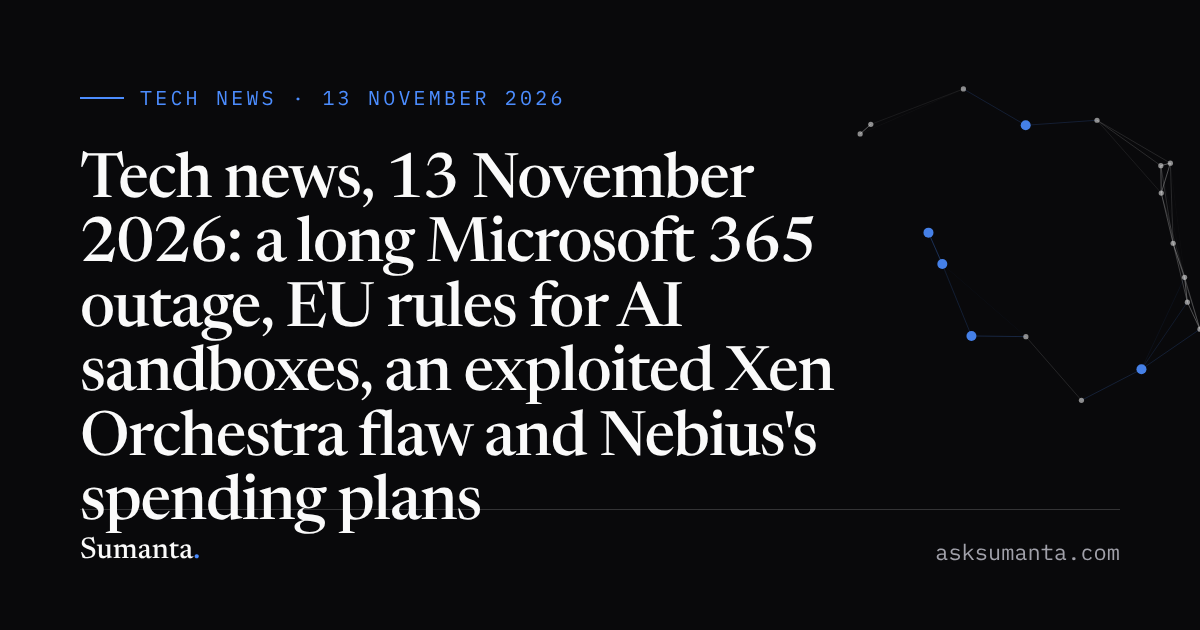 TECH NEWS · 13 NOVEMBER 2026
Tech news, 13 November
2026: a long Microsoft 365
outage, EU rules for AI
sandboxes, an exploited Xen
Orchestra flaw and Nebius's
spending plans
Sumanta.
asksumanta.com